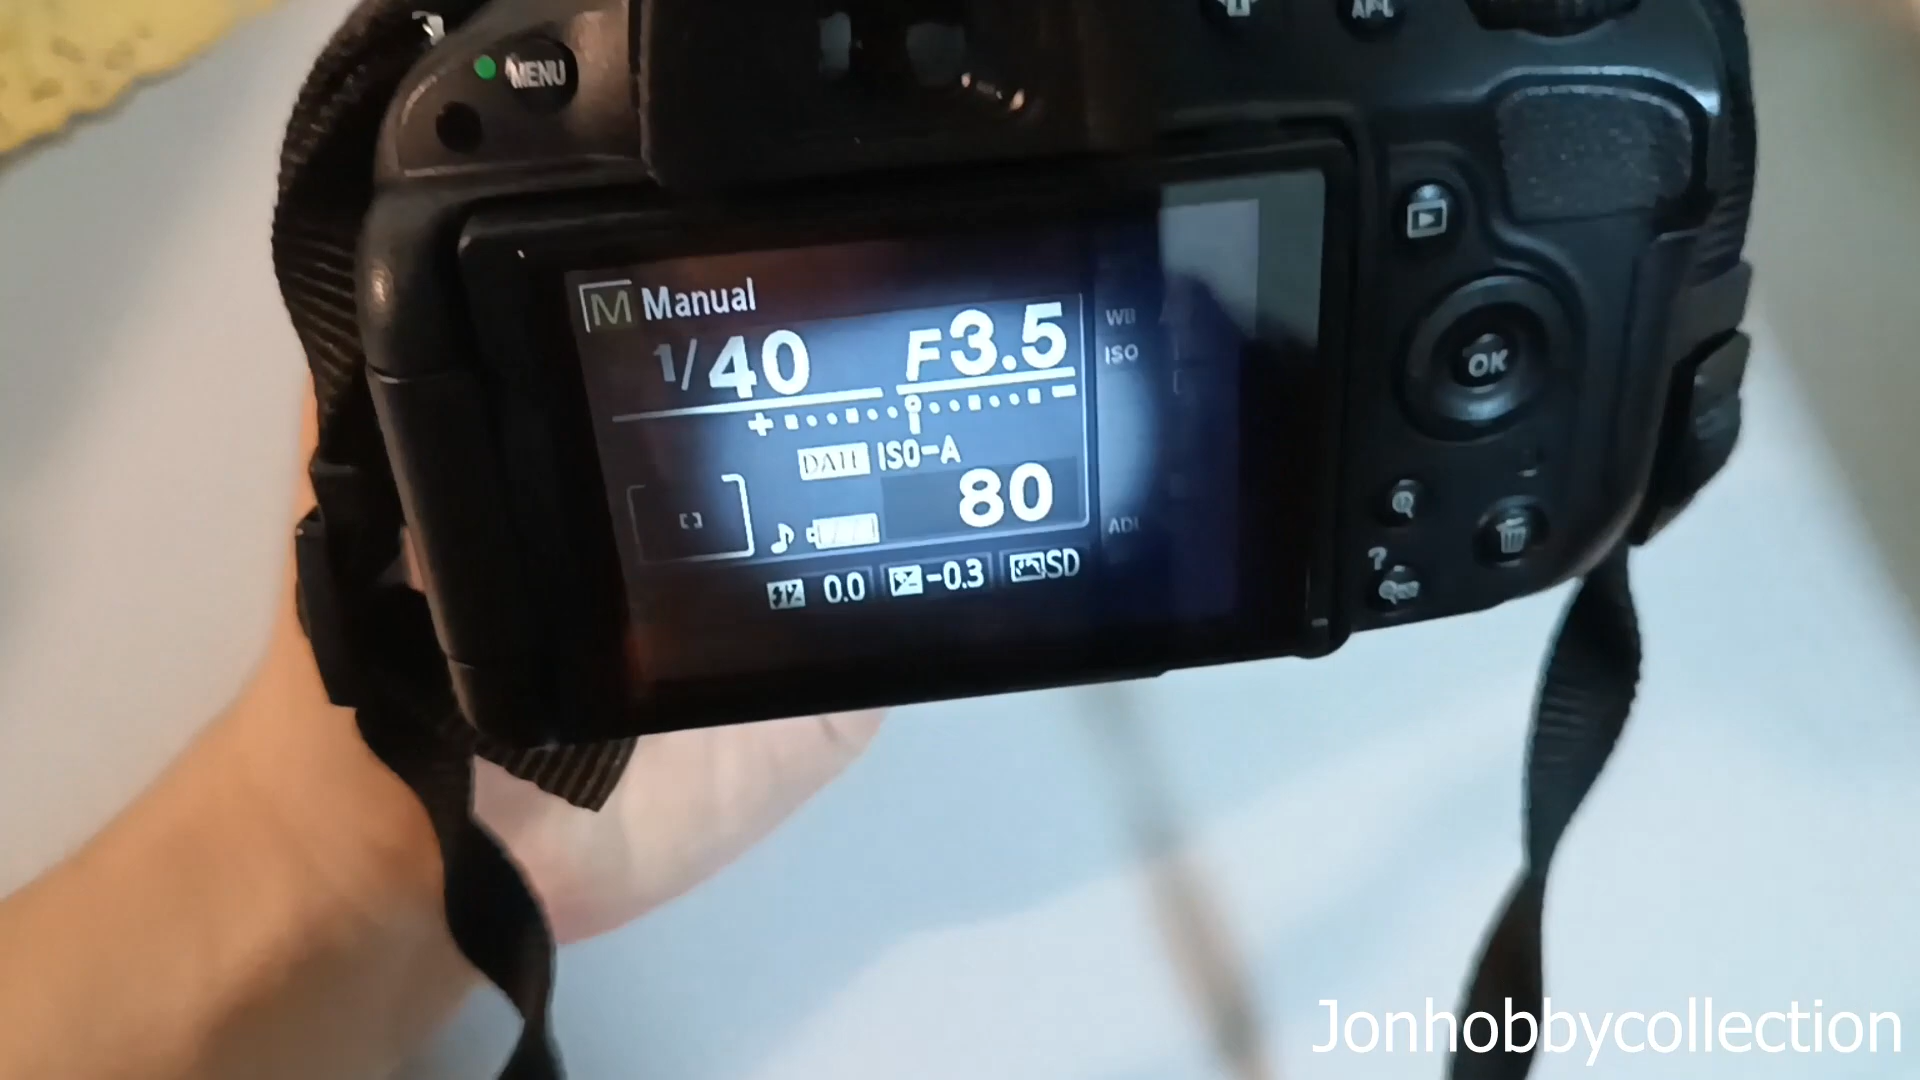 MENU
M Manual
1/40 F3.5
+ -
DATE ISO-A
80
0.0 -0.3 SD
WB
ISO
ADL
OK
?
Jonhobbycollection